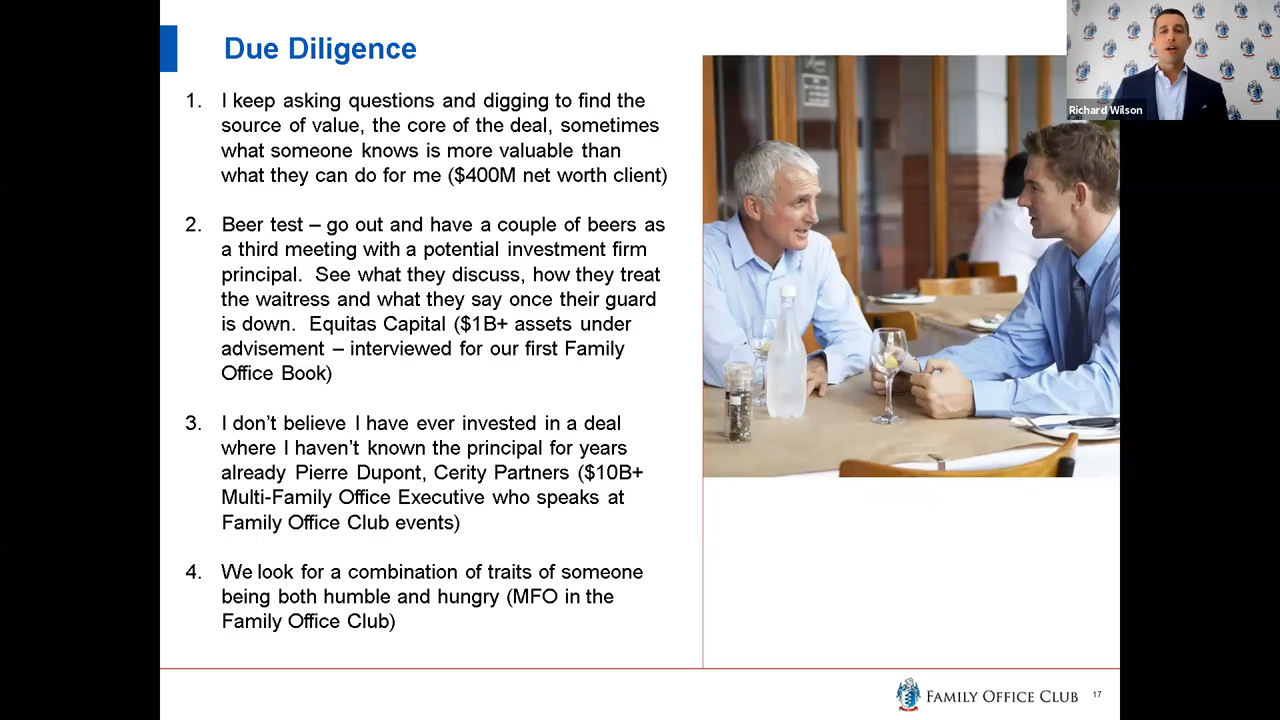 Due Diligence
Richard Wilson
1. I keep asking questions and digging to find the
source of value, the core of the deal, sometimes
what someone knows is more valuable than
what they can do for me ($400M net worth client)
2. Beer test – go out and have a couple of beers as
a third meeting with a potential investment firm
principal. See what they discuss, how they treat
the waitress and what they say once their guard
is down. Equitas Capital ($1B+ assets under
advisement – interviewed for our first Family
Office Book)
3. I don’t believe I have ever invested in a deal
where I haven’t known the principal for years
already Pierre Dupont, Cerity Partners ($10B+
Multi-Family Office Executive who speaks at
Family Office Club events)
4. We look for a combination of traits of someone
being both humble and hungry (MFO in the
Family Office Club)
FAMILY OFFICE CLUB
17